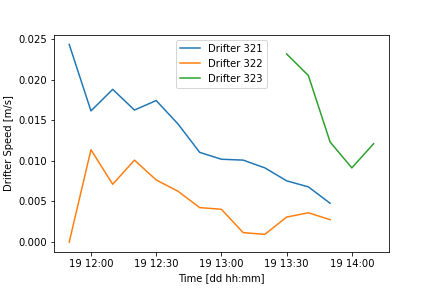 Drifter Speed [m/s]
0.025
0.020
0.015
0.010
0.005
0.000
Drifter 321
Drifter 322
Drifter 323
19 12:00 19 12:30 19 13:00 19 13:30 19 14:00
Time [dd hh:mm]